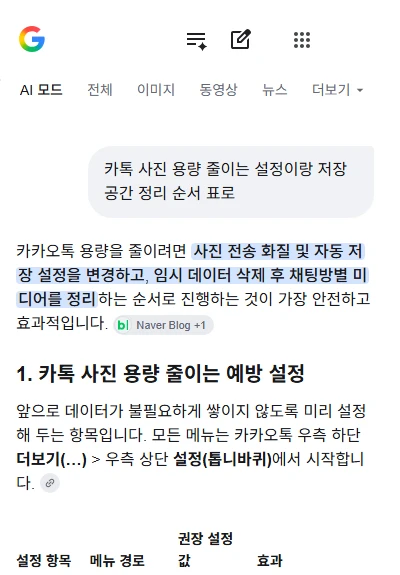 AI 모드 전체 이미지 동영상 뉴스 더보기
카톡 사진 용량 줄이는 설정이랑 저장
공간 정리 순서 표로
카카오톡 용량을 줄이려면 사진 전송 화질 및 자동 저
장 설정을 변경하고, 임시 데이터 삭제 후 채팅방별 미
디어를 정리하는 순서로 진행하는 것이 가장 안전하고
효과적입니다. Naver Blog +1
1. 카톡 사진 용량 줄이는 예방 설정
앞으로 데이터가 불필요하게 쌓이지 않도록 미리 설정
해 두는 항목입니다. 모든 메뉴는 카카오톡 우측 하단
더보기(...) > 우측 상단 설정(톱니바퀴)에서 시작합니
다.
권장 설정
설정 항목 메뉴 경로 값 효과